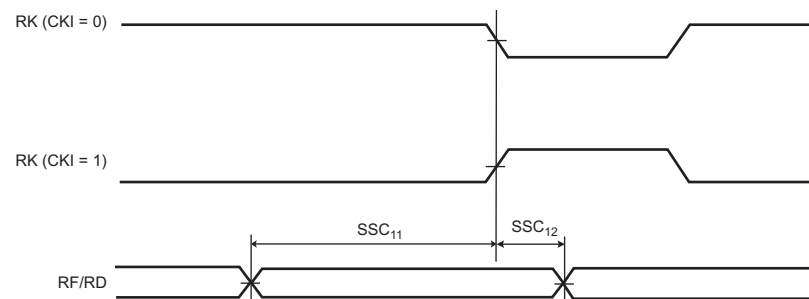 RK (CKI = 0)
RK (CKI = 1)
SSC₁₁
SSC₁₂
RF/RD